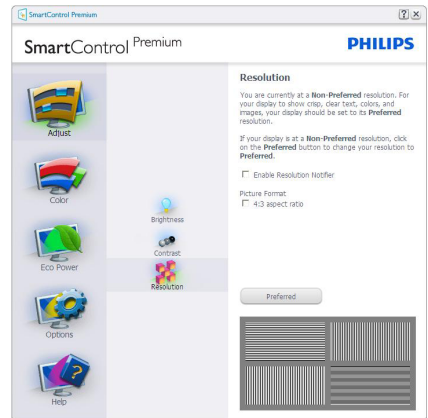 SmartControl Premium
SmartControl Premium
PHILIPS
Adjust
Color
Eco Power
Options
Help
Brightness
Contrast
Resolution
Resolution
You are currently at a Non-Preferred resolution. For
your display to show crisp, clear text, colors, and
images, your display should be set to its Preferred
resolution.
If your display is at a Non-Preferred resolution, click
on the Preferred button to change your resolution to
Preferred.
Enable Resolution Notifier
Picture Format
4:3 aspect ratio
Preferred